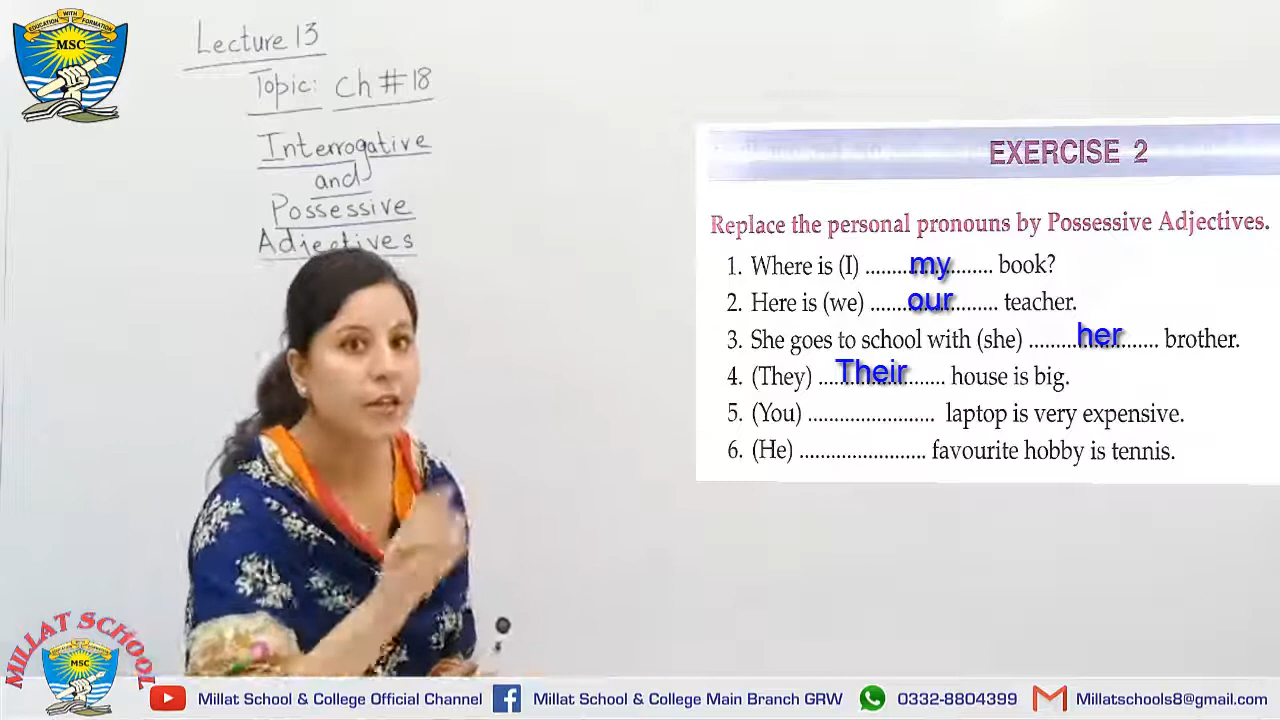 EDUCATION WITH FORMATION
MSC
Lecture 13
Topic: Ch # 18
Interrogative
and
Possessive
Adjectives
EXERCISE 2
Replace the personal pronouns by Possessive Adjectives.
1. Where is (I) ........my........ book?
2. Here is (we) .......our......... teacher.
3. She goes to school with (she) .........her...... brother.
4. (They) ...Their...... house is big.
5. (You) ........................ laptop is very expensive.
6. (He) ........................ favourite hobby is tennis.
MILLAT SCHOOL
MSC
Millat School & College Official Channel Millat School & College Main Branch GRW 0332-8804399 Millatschools8@gmail.com